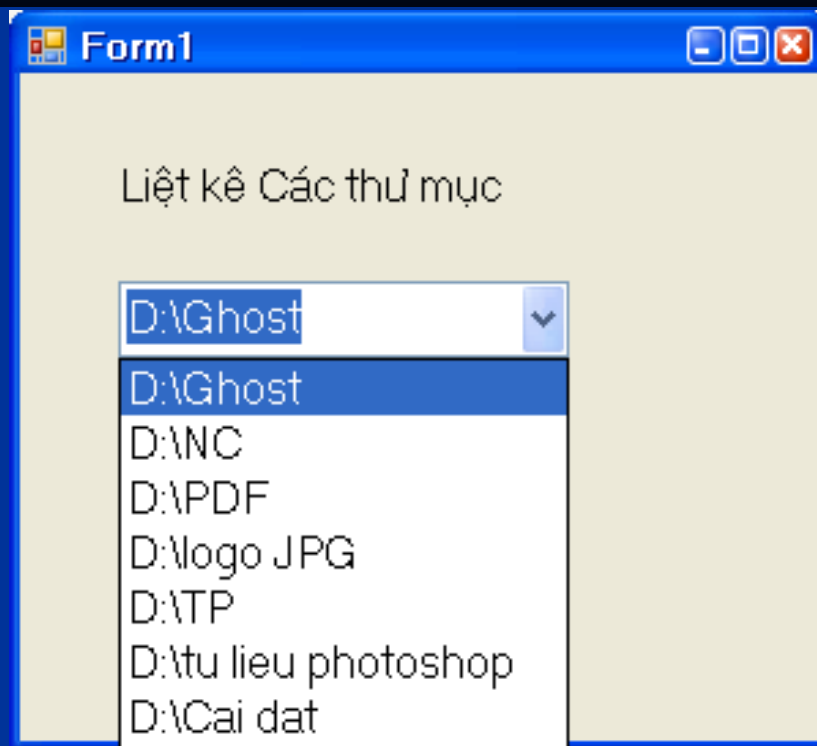 Form1
Liệt kê Các thư mục
D:\Ghost
D:\Ghost
D:\NC
D:\PDF
D:\logo JPG
D:\TP
D:\tu lieu photoshop
D:\Cai dat